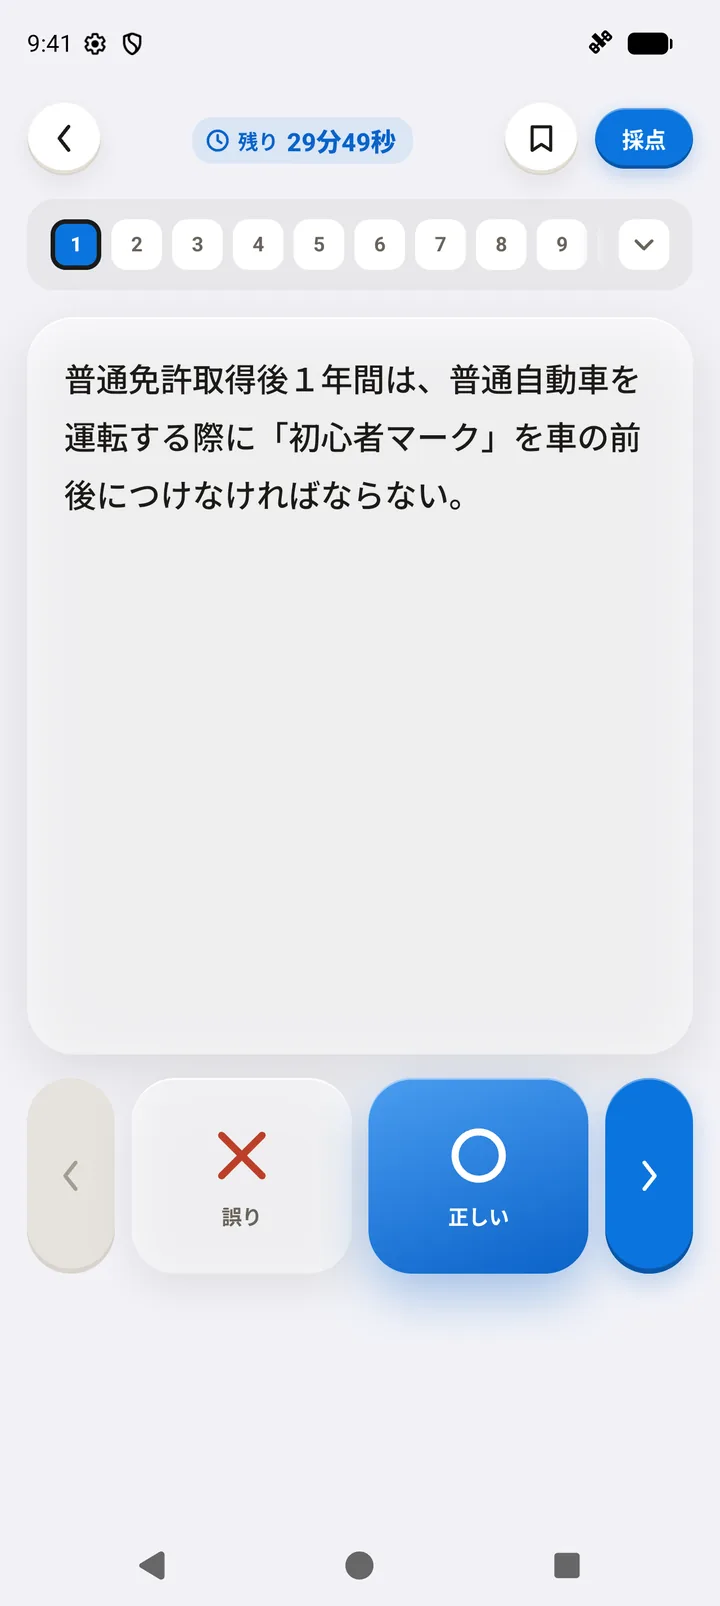 9:41
残り 29分49秒
採点
1 2 3 4 5 6 7 8 9
普通免許取得後１年間は、普通自動車を
運転する際に「初心者マーク」を車の前
後につけなければならない。
誤り
正しい